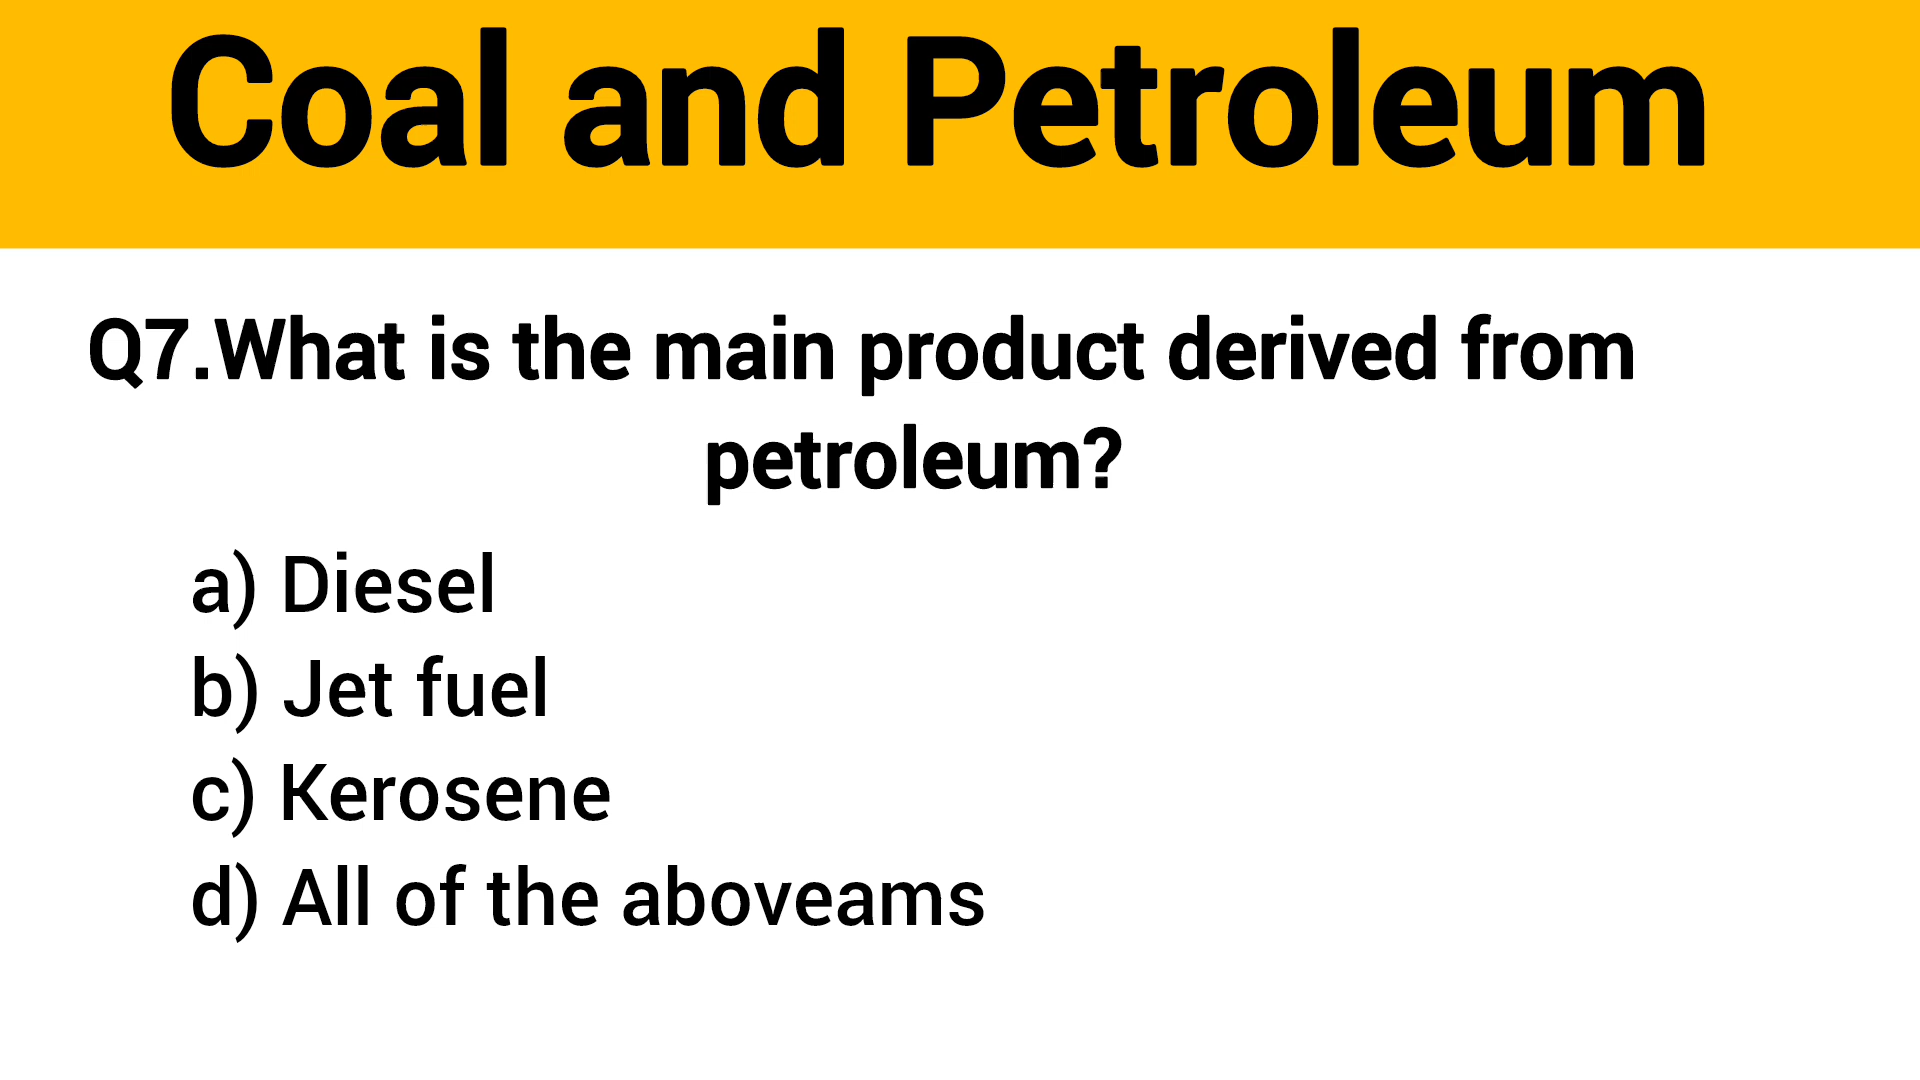 Coal and Petroleum
Q7.What is the main product derived from
petroleum?
a) Diesel
b) Jet fuel
c) Kerosene
d) All of the aboveams